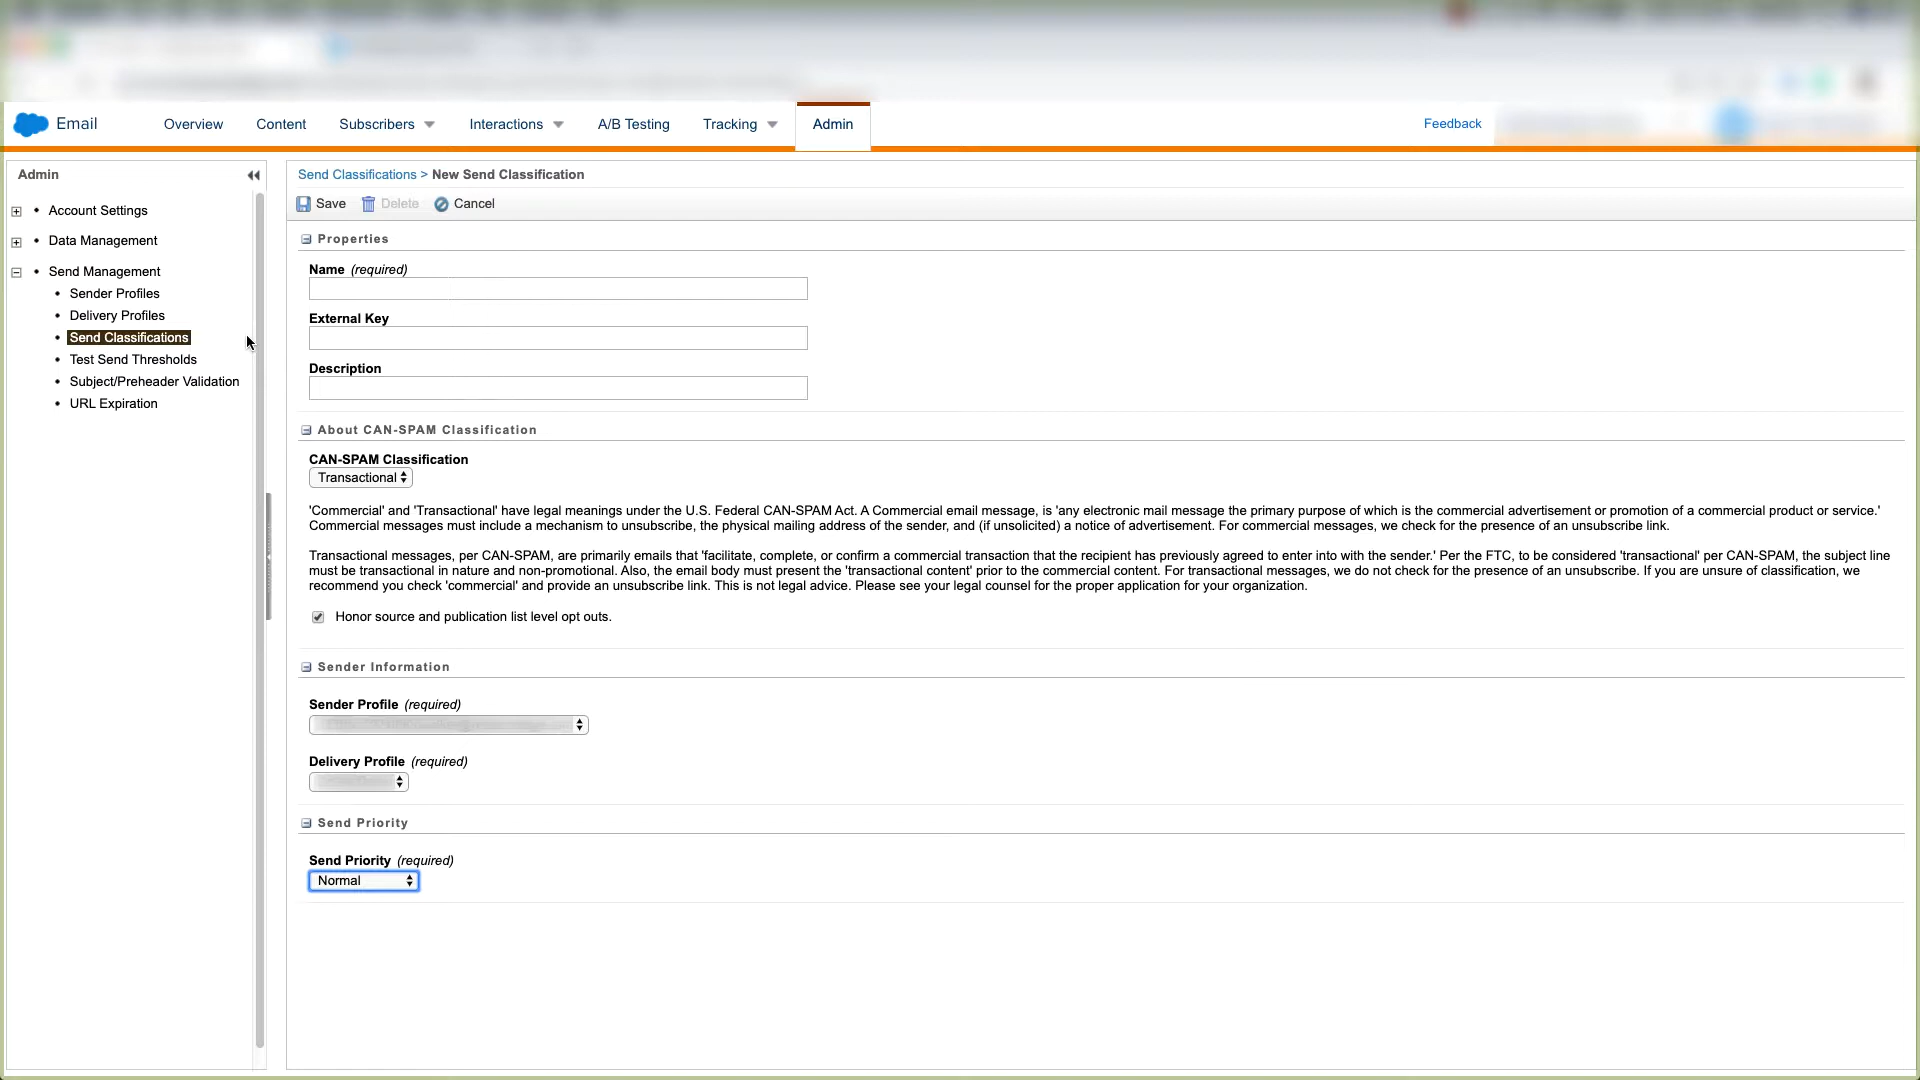 Email
Overview
Content
Subscribers
Interactions
A/B Testing
Tracking
Admin
Feedback
Admin
Account Settings
Data Management
Send Management
Sender Profiles
Delivery Profiles
Send Classifications
Test Send Thresholds
Subject/Preheader Validation
URL Expiration
Send Classifications > New Send Classification
Save Delete Cancel
Properties
Name (required)
External Key
Description
About CAN-SPAM Classification
CAN-SPAM Classification
Transactional
'Commercial' and 'Transactional' have legal meanings under the U.S. Federal CAN-SPAM Act. A Commercial email message, is 'any electronic mail message the primary purpose of which is the commercial advertisement or promotion of a commercial product or service.'
Commercial messages must include a mechanism to unsubscribe, the physical mailing address of the sender, and (if unsolicited) a notice of advertisement. For commercial messages, we check for the presence of an unsubscribe link.
Transactional messages, per CAN-SPAM, are primarily emails that 'facilitate, complete, or confirm a commercial transaction that the recipient has previously agreed to enter into with the sender.' Per the FTC, to be considered 'transactional' per CAN-SPAM, the subject line
must be transactional in nature and non-promotional. Also, the email body must present the 'transactional content' prior to the commercial content. For transactional messages, we do not check for the presence of an unsubscribe. If you are unsure of classification, we
recommend you check 'commercial' and provide an unsubscribe link. This is not legal advice. Please see your legal counsel for the proper application for your organization.
Honor source and publication list level opt outs.
Sender Information
Sender Profile (required)
Delivery Profile (required)
Send Priority
Send Priority (required)
Normal